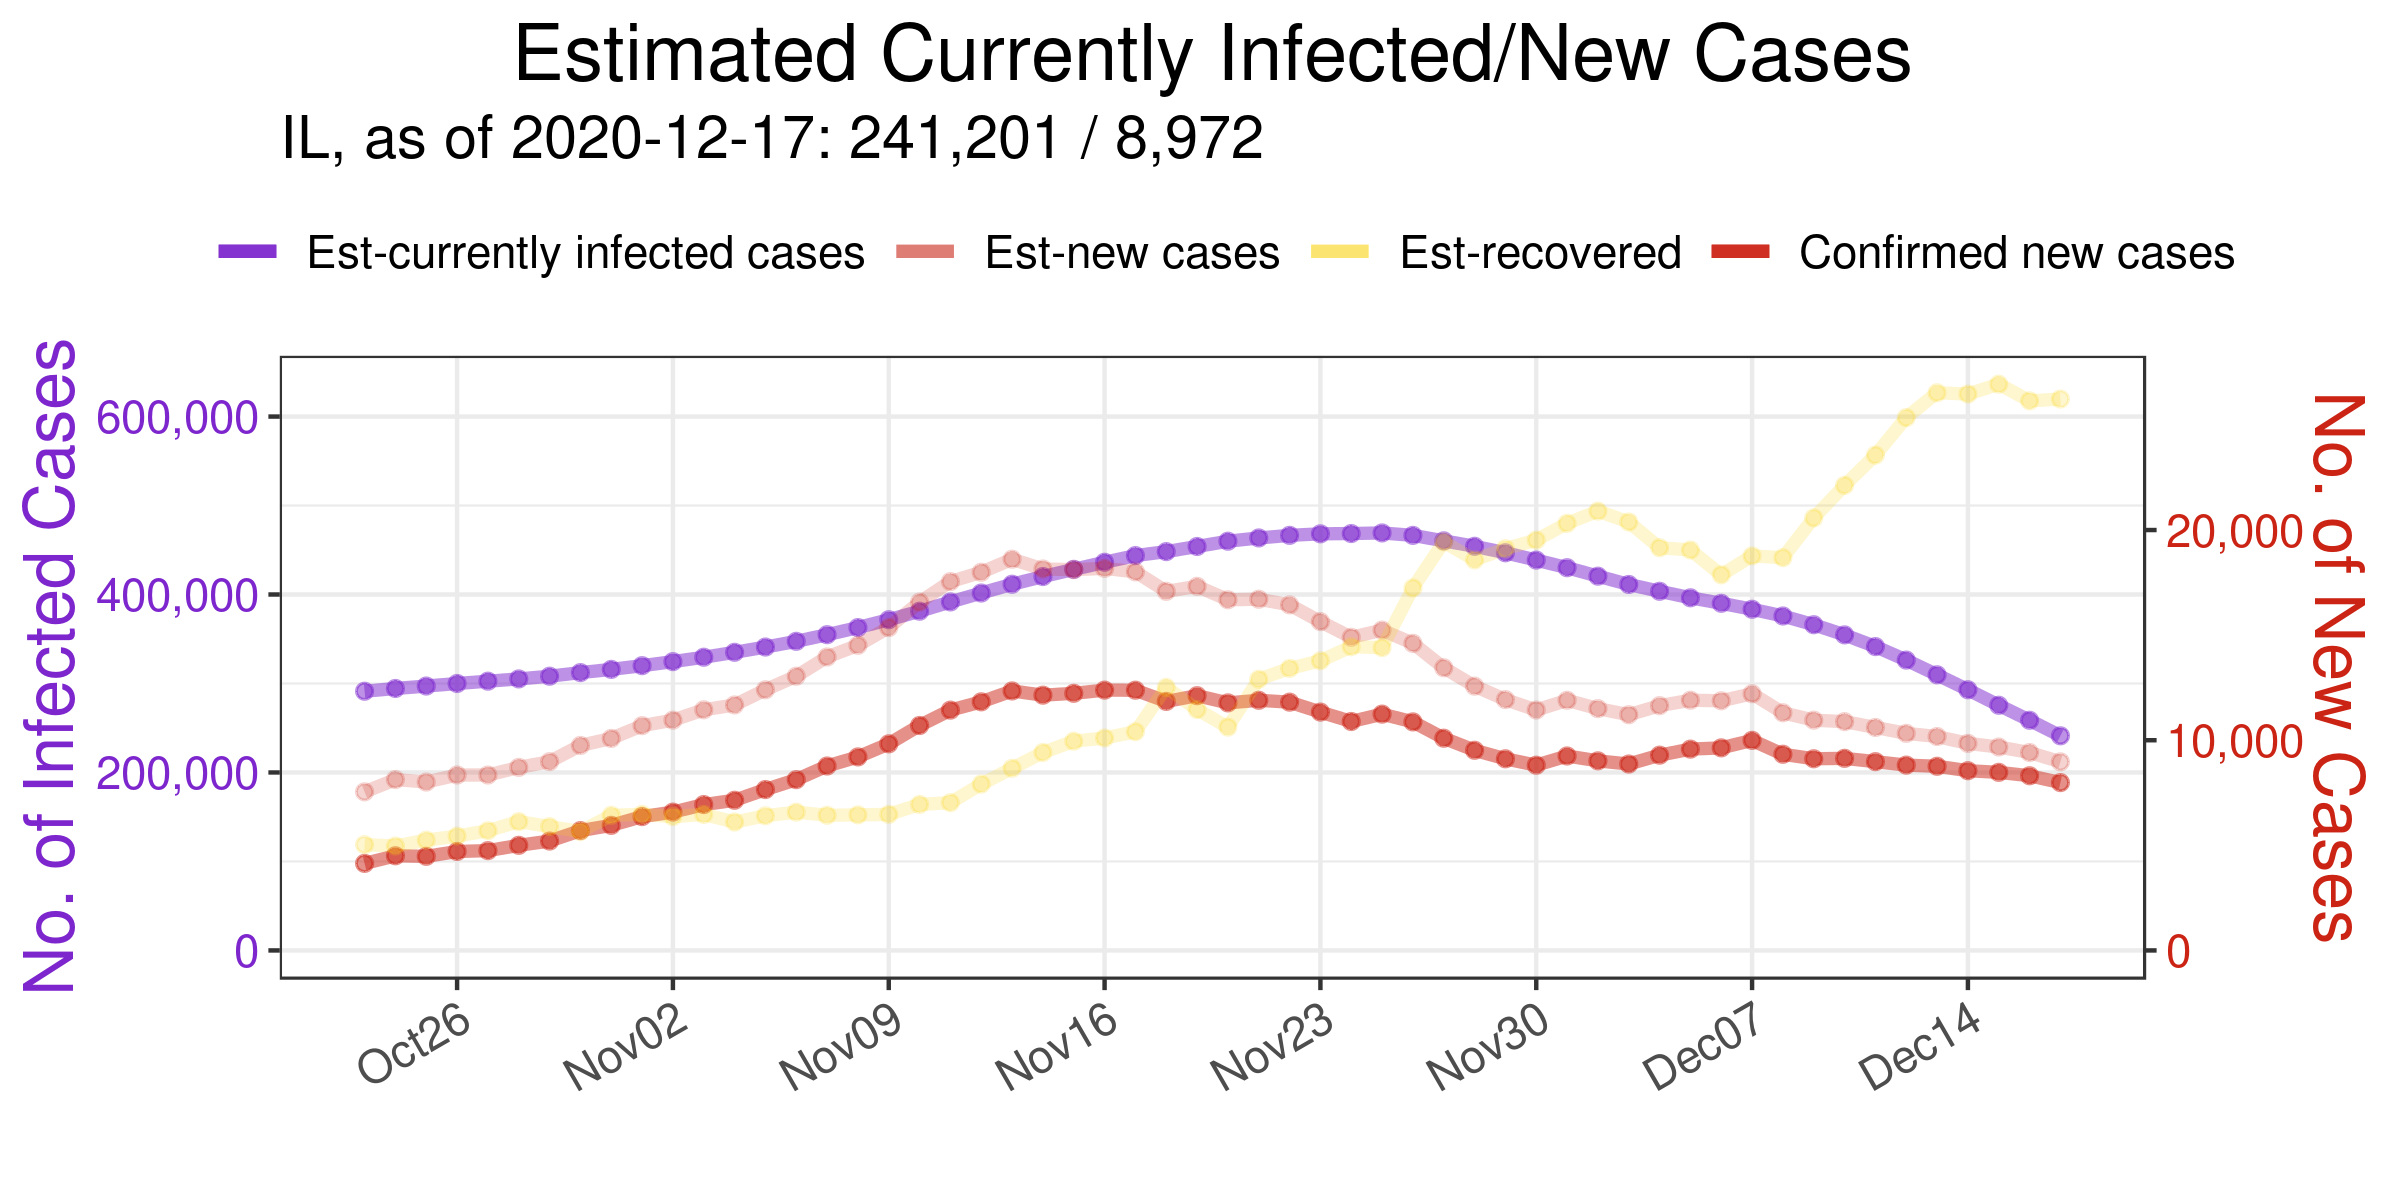 Estimated Currently Infected/New Cases
IL, as of 2020-12-17: 241,201 / 8,972
Est-currently infected cases Est-new cases Est-recovered Confirmed new cases
No. of Infected Cases
600,000
400,000
200,000
0
20,000
10,000
0
No. of New Cases
Oct26 Nov02 Nov09 Nov16 Nov23 Nov30 Dec07 Dec14